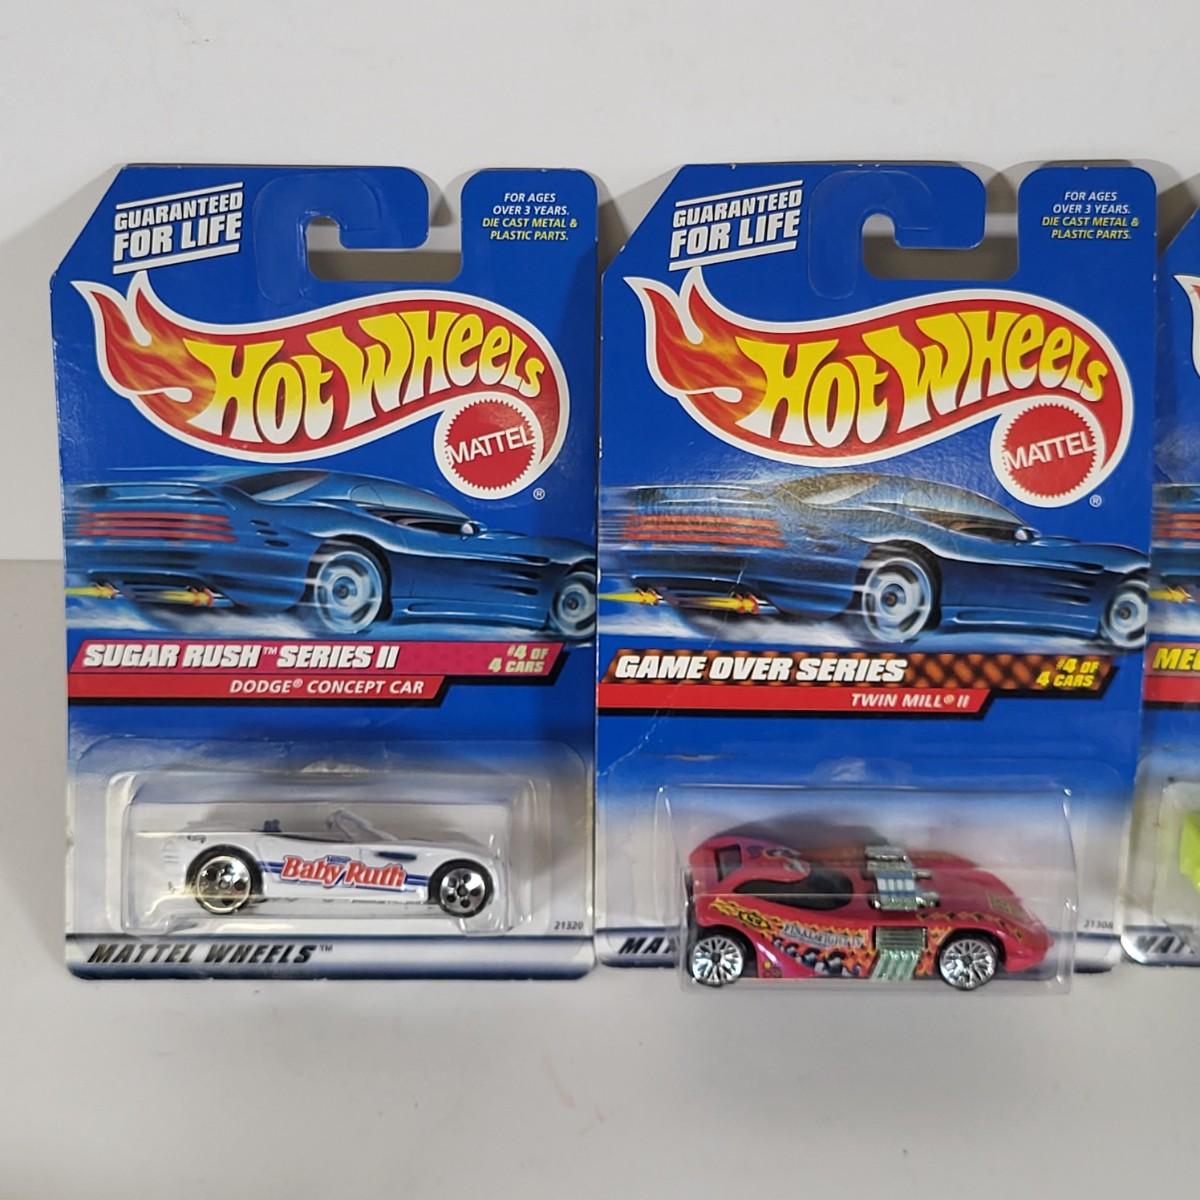 GUARANTEED
FOR LIFE
FOR AGES
OVER 3 YEARS.
DIE CAST METAL &
PLASTIC PARTS.
HOT WHEELS
MATTEL
®
SUGAR RUSH™ SERIES II
#4 OF
4 CARS
DODGE® CONCEPT CAR
Baby Ruth
21320
MATTEL WHEELS™
GUARANTEED
FOR LIFE
FOR AGES
OVER 3 YEARS.
DIE CAST METAL &
PLASTIC PARTS.
HOT WHEELS
MATTEL
®
GAME OVER SERIES
#4 OF
4 CARS
TWIN MILL® II
21308
MA